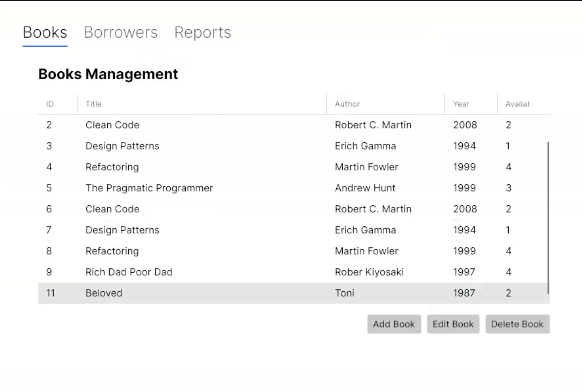 Books Borrowers Reports
Books Management
ID Title Author Year Availal
2 Clean Code Robert C. Martin 2008 2
3 Design Patterns Erich Gamma 1994 1
4 Refactoring Martin Fowler 1999 4
5 The Pragmatic Programmer Andrew Hunt 1999 3
6 Clean Code Robert C. Martin 2008 2
7 Design Patterns Erich Gamma 1994 1
8 Refactoring Martin Fowler 1999 4
9 Rich Dad Poor Dad Rober Kiyosaki 1997 4
11 Beloved Toni 1987 2
Add Book Edit Book Delete Book